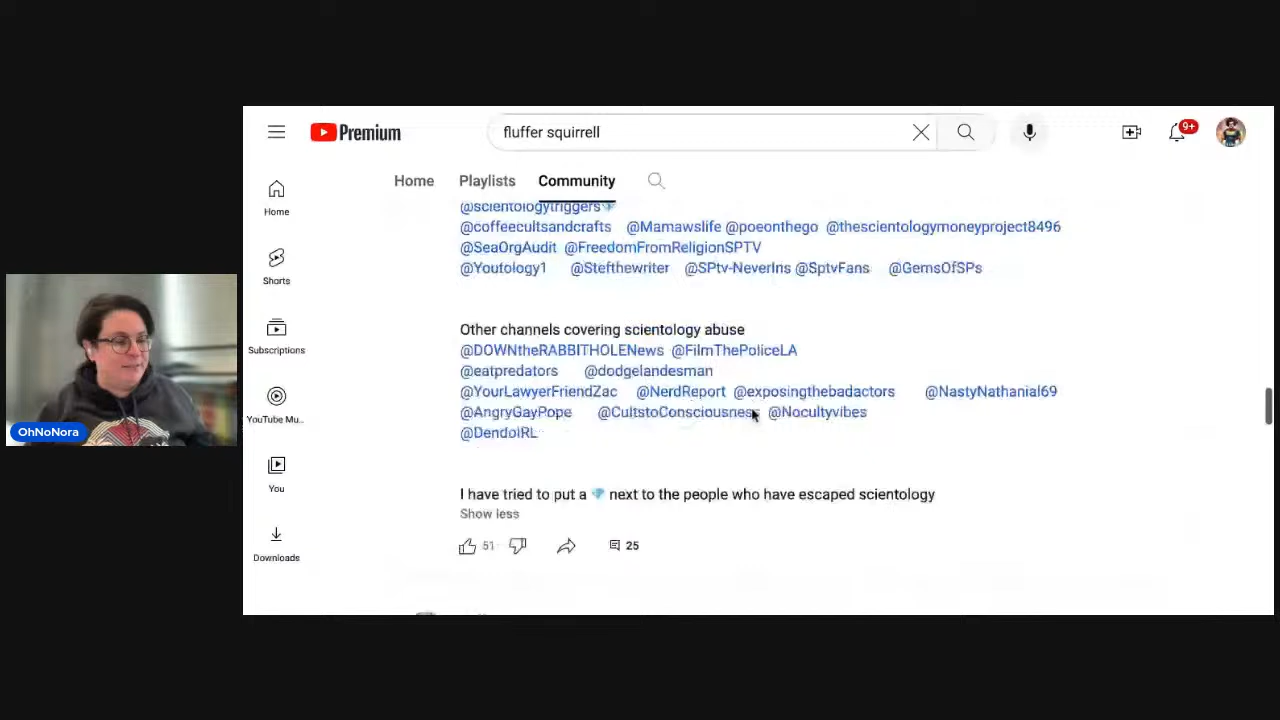 Premium
fluffer squirrell
9+
Home
Playlists
Community
Home
Shorts
Subscriptions
YouTube Mu...
You
Downloads
@scientologytriggers💎
@coffeecultsandcrafts @Mamawslife @poeonthego @thescientologymoneyproject8496
@SeaOrgAudit @FreedomFromReligionSPTV
@Youfology1 @Stefthewriter @SPtv-NeverIns @SptvFans @GemsOfSPs
Other channels covering scientology abuse
@DOWNtheRABBITHOLENews @FilmThePoliceLA
@eatpredators @dodgelandesman
@YourLawyerFriendZac @NerdReport @exposingthebadactors @NastyNathanial69
@AngryGayPope @CultstoConsciousness @Nocultyvibes
@DendoIRL
I have tried to put a 💎 next to the people who have escaped scientology
Show less
51
25
OhNoNora